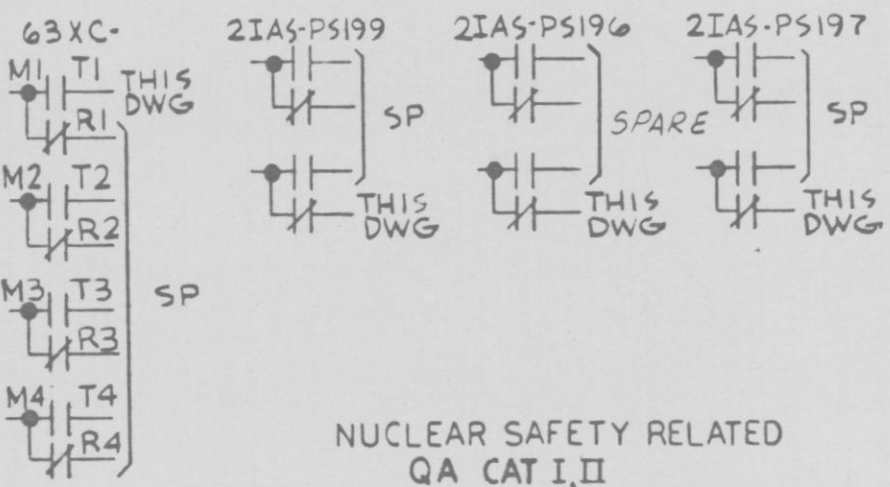 63XC-
2IAS-PS199
2IAS-PS196
2IAS-PS197
M1 T1 THIS
DWG
R1
M2 T2
R2
M3 T3
R3
M4 T4
R4
SP
SP
THIS
DWG
SPARE
THIS
DWG
SP
THIS
DWG
NUCLEAR SAFETY RELATED
QA CAT I,II